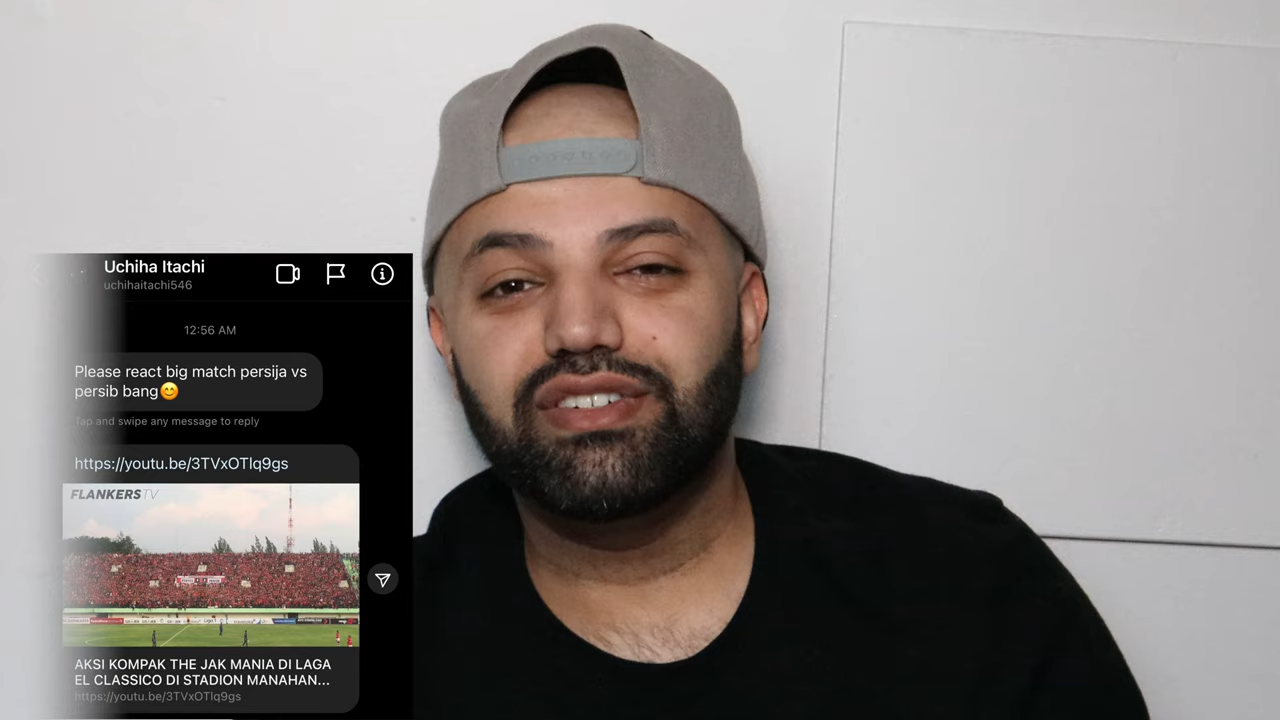 Uchiha Itachi
uchihaitachi546
12:56 AM
Please react big match persija vs
persib bang😊
Tap and swipe any message to reply
https://youtu.be/3TVxOTlq9gs
FLANKERSTV
AKSI KOMPAK THE JAK MANIA DI LAGA
EL CLASSICO DI STADION MANAHAN...
https://youtu.be/3TVxOTlq9gs